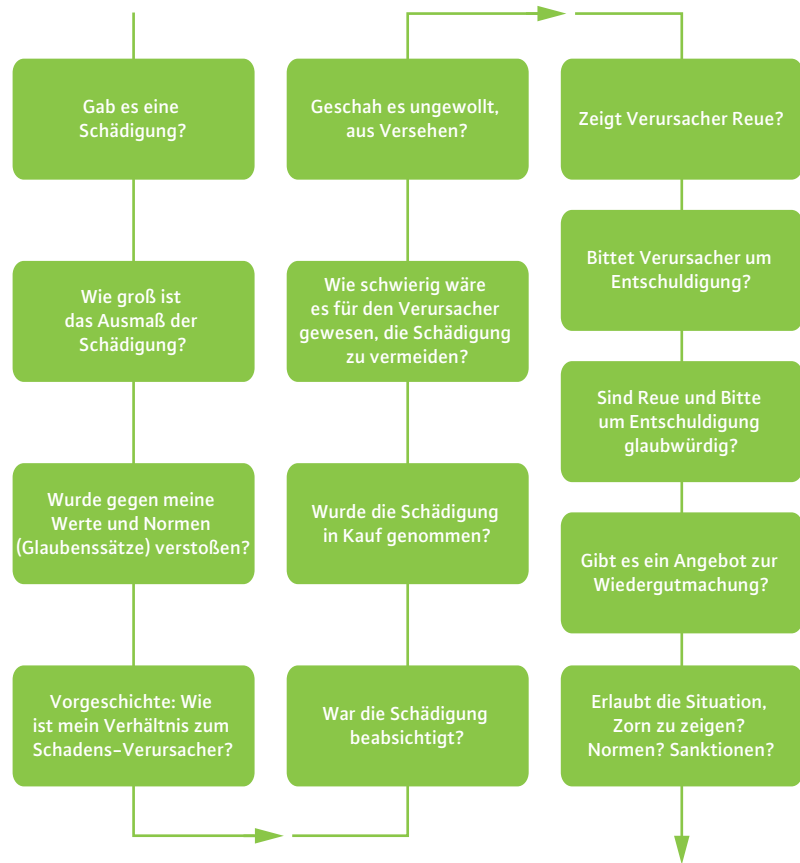 Gab es eine
Schädigung?
Wie groß ist
das Ausmaß der
Schädigung?
Wurde gegen meine
Werte und Normen
(Glaubenssätze) verstoßen?
Vorgeschichte: Wie
ist mein Verhältnis zum
Schadens-Verursacher?
Geschah es ungewollt,
aus Versehen?
Wie schwierig wäre
es für den Verursacher
gewesen, die Schädigung
zu vermeiden?
Wurde die Schädigung
in Kauf genommen?
War die Schädigung
beabsichtigt?
Zeigt Verursacher Reue?
Bittet Verursacher um
Entschuldigung?
Sind Reue und Bitte
um Entschuldigung
glaubwürdig?
Gibt es ein Angebot zur
Wiedergutmachung?
Erlaubt die Situation,
Zorn zu zeigen?
Normen? Sanktionen?